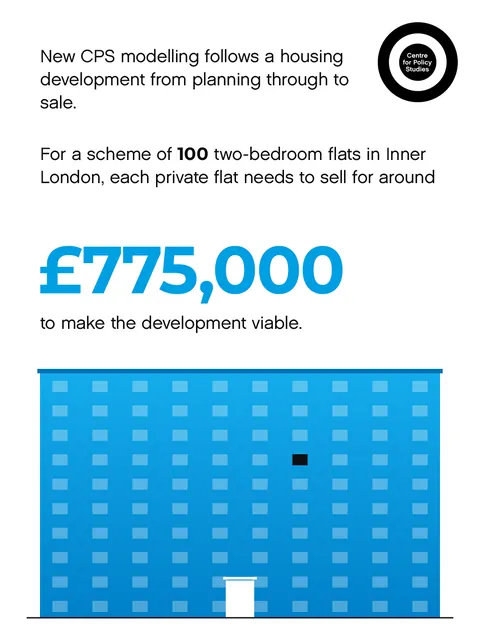 New CPS modelling follows a housing
development from planning through to
sale.
Centre
for Policy
Studies
For a scheme of 100 two-bedroom flats in Inner
London, each private flat needs to sell for around
£775,000
to make the development viable.